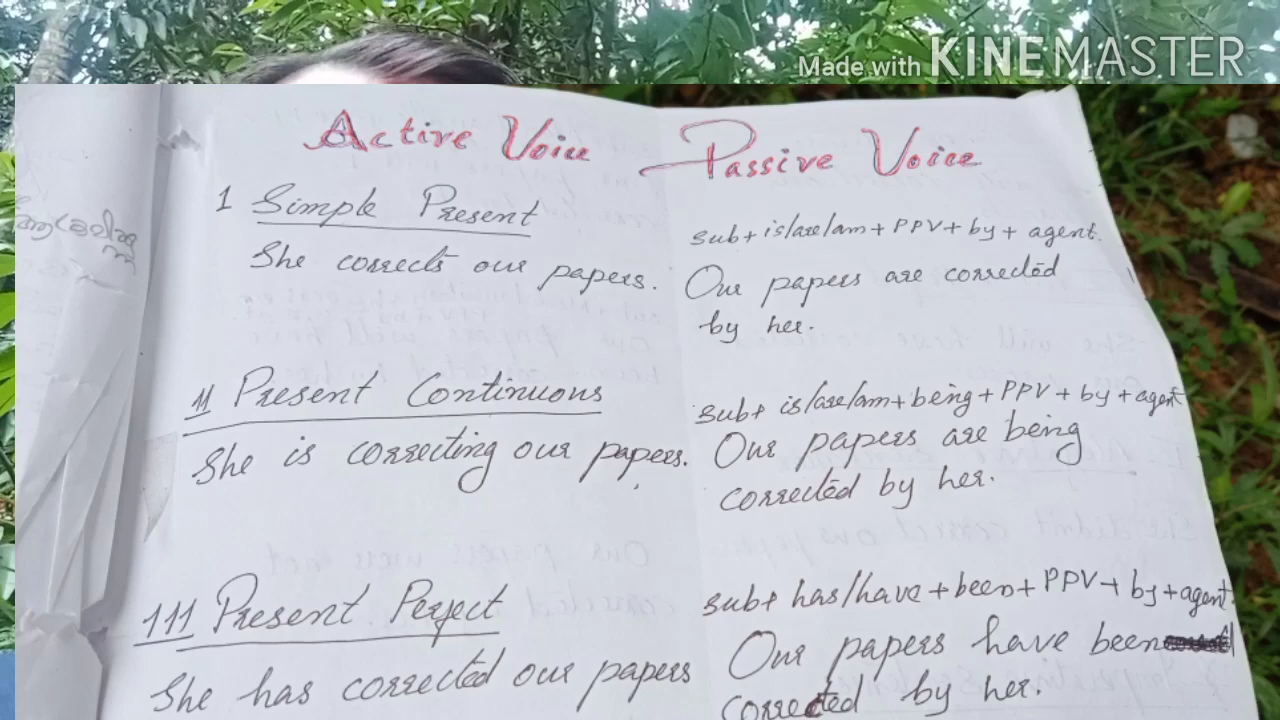 Made with KINEMASTER
Active Voice Passive Voice
1 Simple Present
She corrects our papers.
sub+ is/are/am + PPV + by + agent.
Our papers are corrected
by her.
11 Present Continuous
She is correcting our papers.
sub+ is/are/am + being + PPV + by + agent
Our papers are being
corrected by her.
111 Present Perfect
She has corrected our papers
sub+ has/have + been + PPV + by + agent.
Our papers have been
corrected by her.